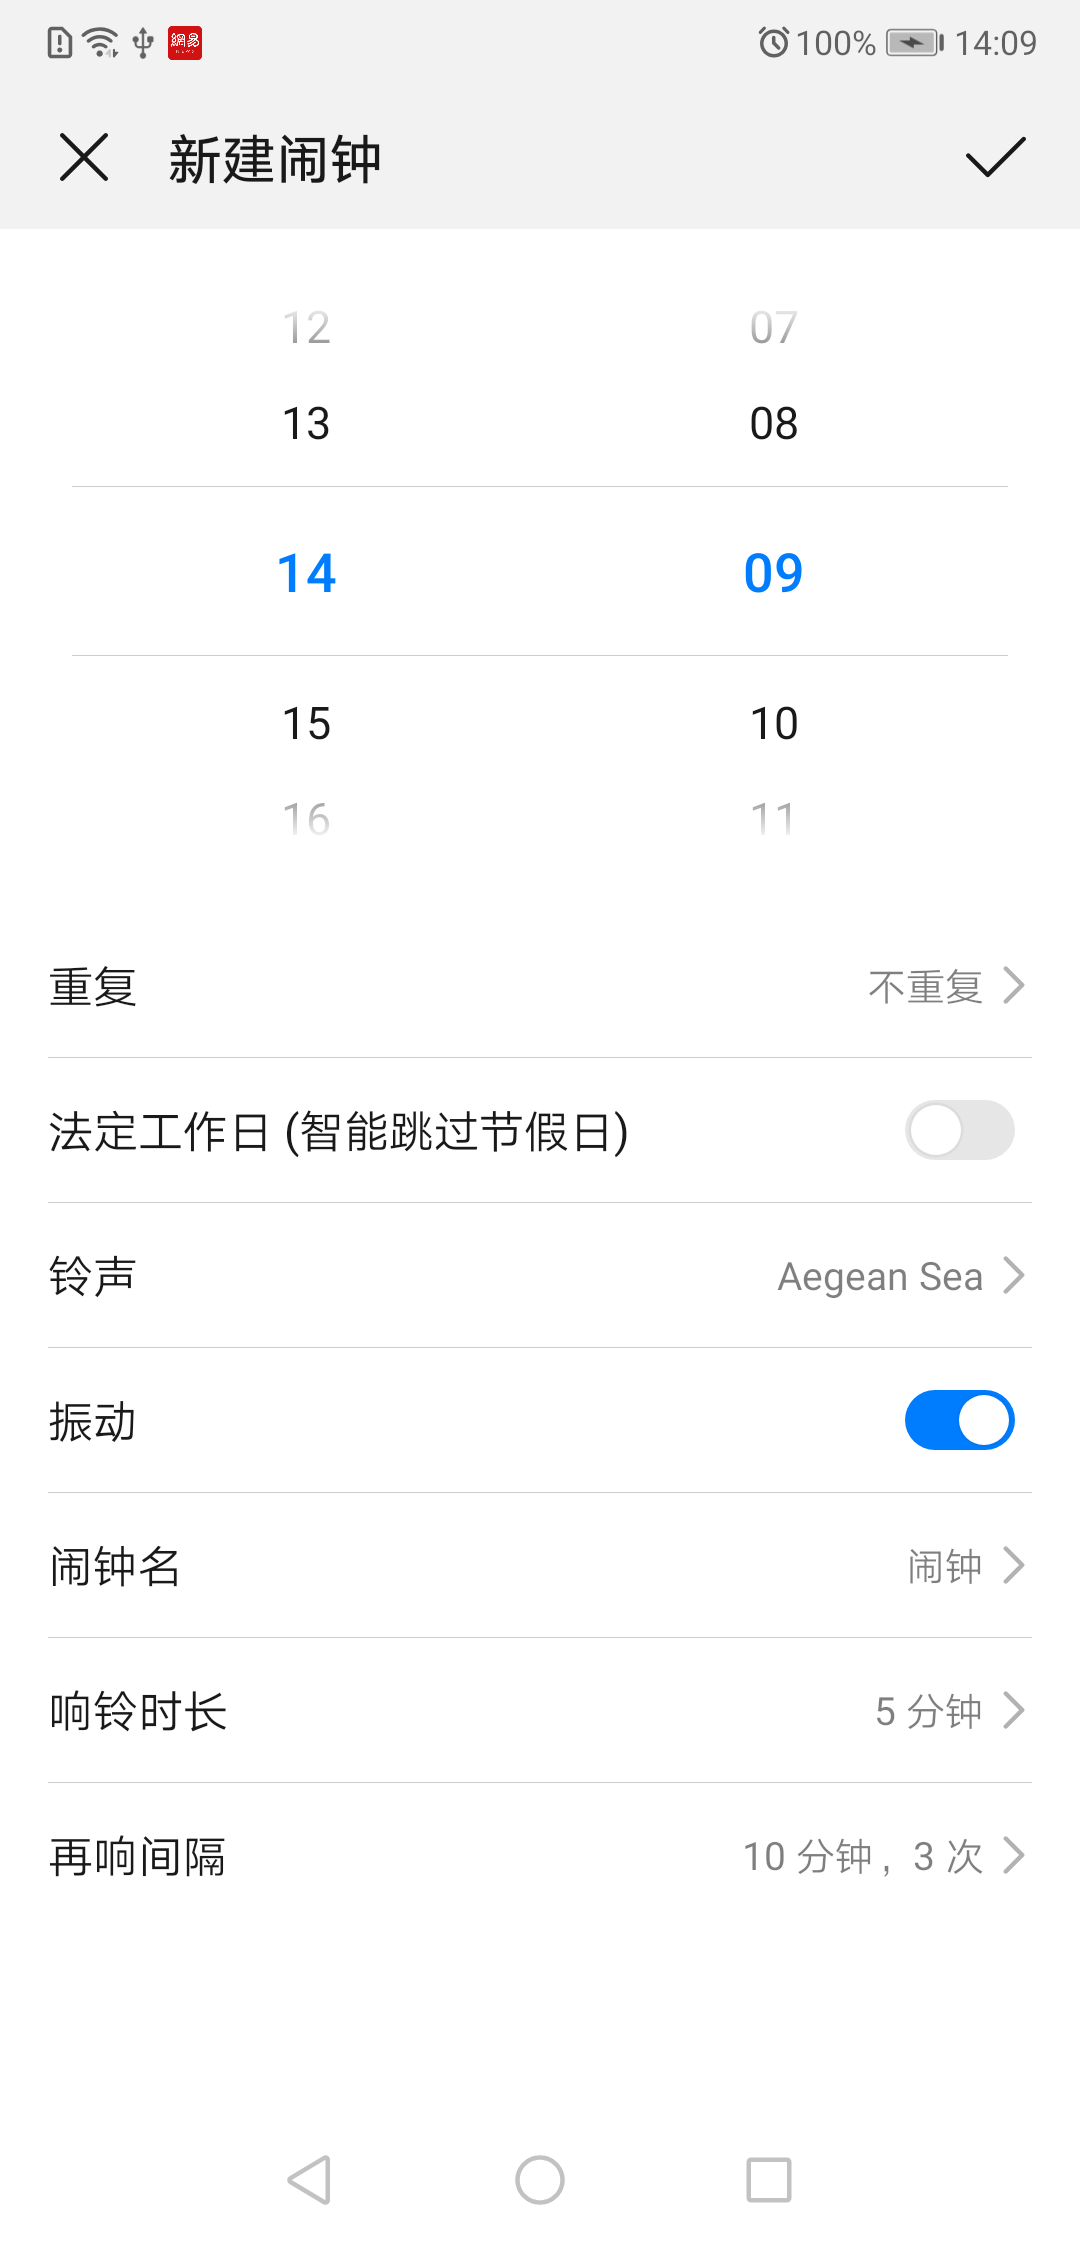 網易
100% 14:09
新建闹钟
12 07
13 08
14 09
15 10
16 11
重复 不重复
法定工作日 (智能跳过节假日)
铃声 Aegean Sea
振动
闹钟名 闹钟
响铃时长 5 分钟
再响间隔 10 分钟，3 次